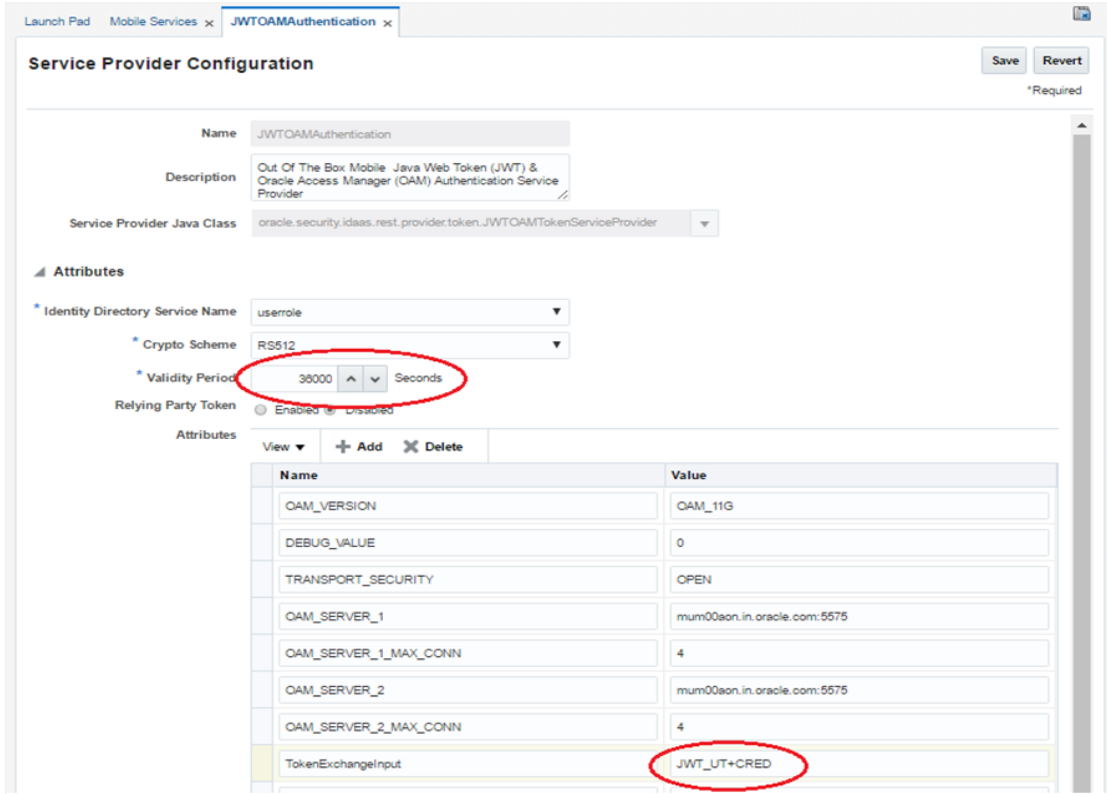 Launch Pad Mobile Services × JWTOAMAuthentication ×
Service Provider Configuration
Save Revert
*Required
Name JWTOAMAuthentication
Description Out Of The Box Mobile Java Web Token (JWT) &
Oracle Access Manager (OAM) Authentication Service
Provider
Service Provider Java Class oracle.security.idaas.rest.provider.token.JWTOAMTokenServiceProvider
Attributes
* Identity Directory Service Name userrole
* Crypto Scheme RS512
* Validity Period 36000 Seconds
Relying Party Token Enabled Disabled
Attributes
View Add Delete
Name Value
OAM_VERSION OAM_11G
DEBUG_VALUE 0
TRANSPORT_SECURITY OPEN
OAM_SERVER_1 mum00aon.in.oracle.com:5575
OAM_SERVER_1_MAX_CONN 4
OAM_SERVER_2 mum00aon.in.oracle.com:5575
OAM_SERVER_2_MAX_CONN 4
TokenExchangeInput JWT_UT+CRED